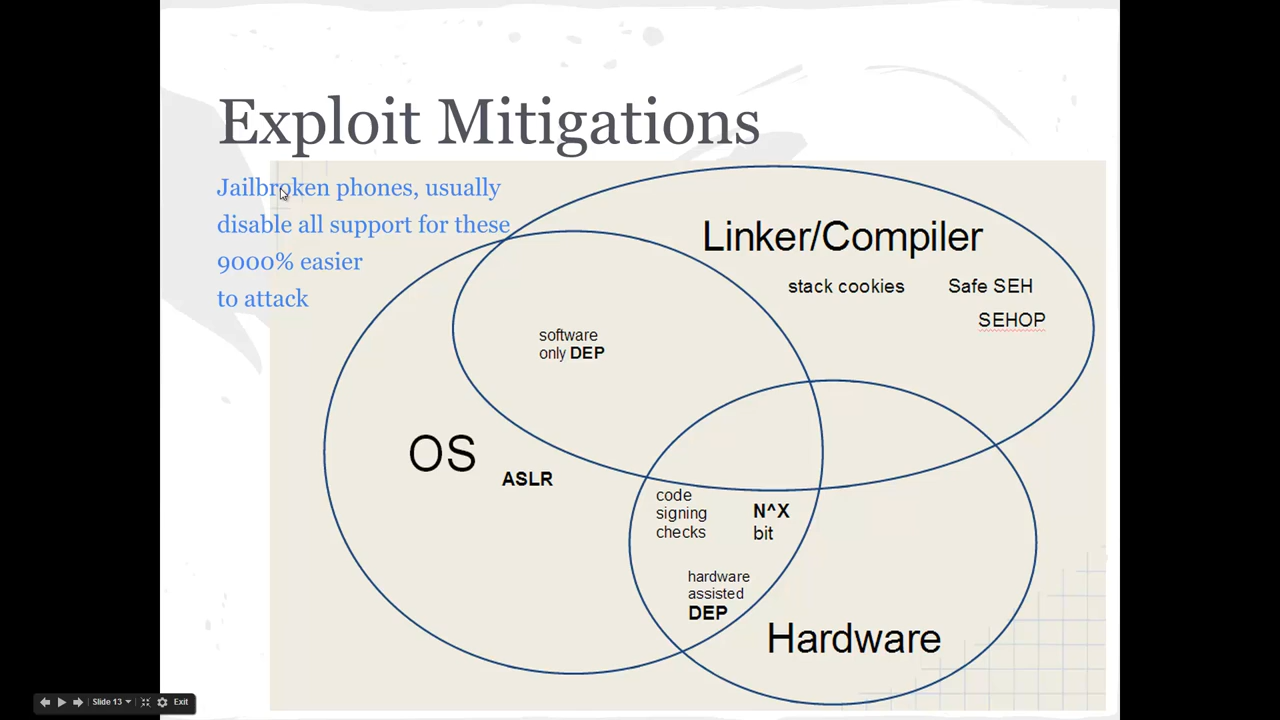 Exploit Mitigations
Jailbroken phones, usually
disable all support for these
9000% easier
to attack
Linker/Compiler
stack cookies
Safe SEH
SEHOP
software
only DEP
OS
ASLR
code
signing
checks
N^X
bit
hardware
assisted
DEP
Hardware
Slide 13
Exit